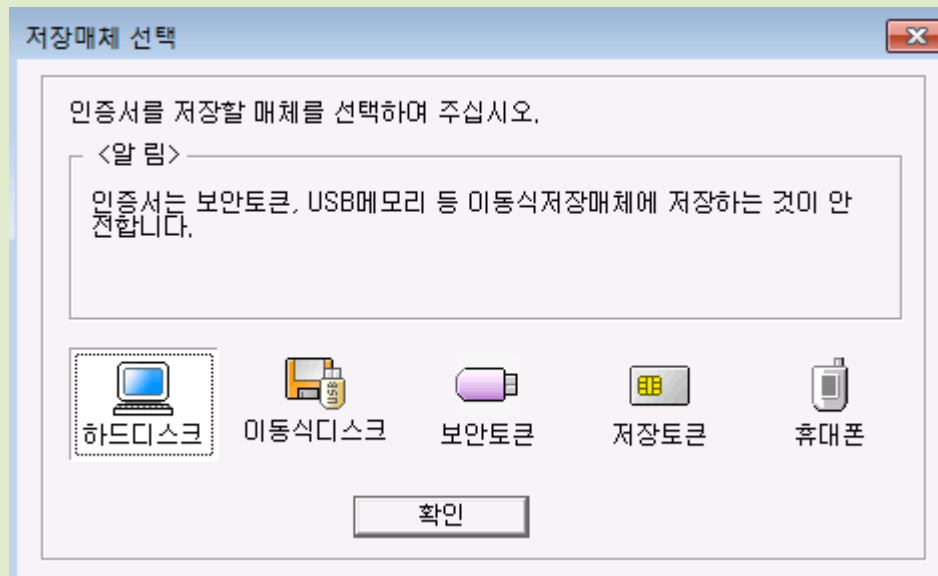 저장매체 선택
인증서를 저장할 매체를 선택하여 주십시오.
<알 림>
인증서는 보안토큰, USB메모리 등 이동식저장매체에 저장하는 것이 안
전합니다.
하드디스크 이동식디스크 보안토큰 저장토큰 휴대폰
확인